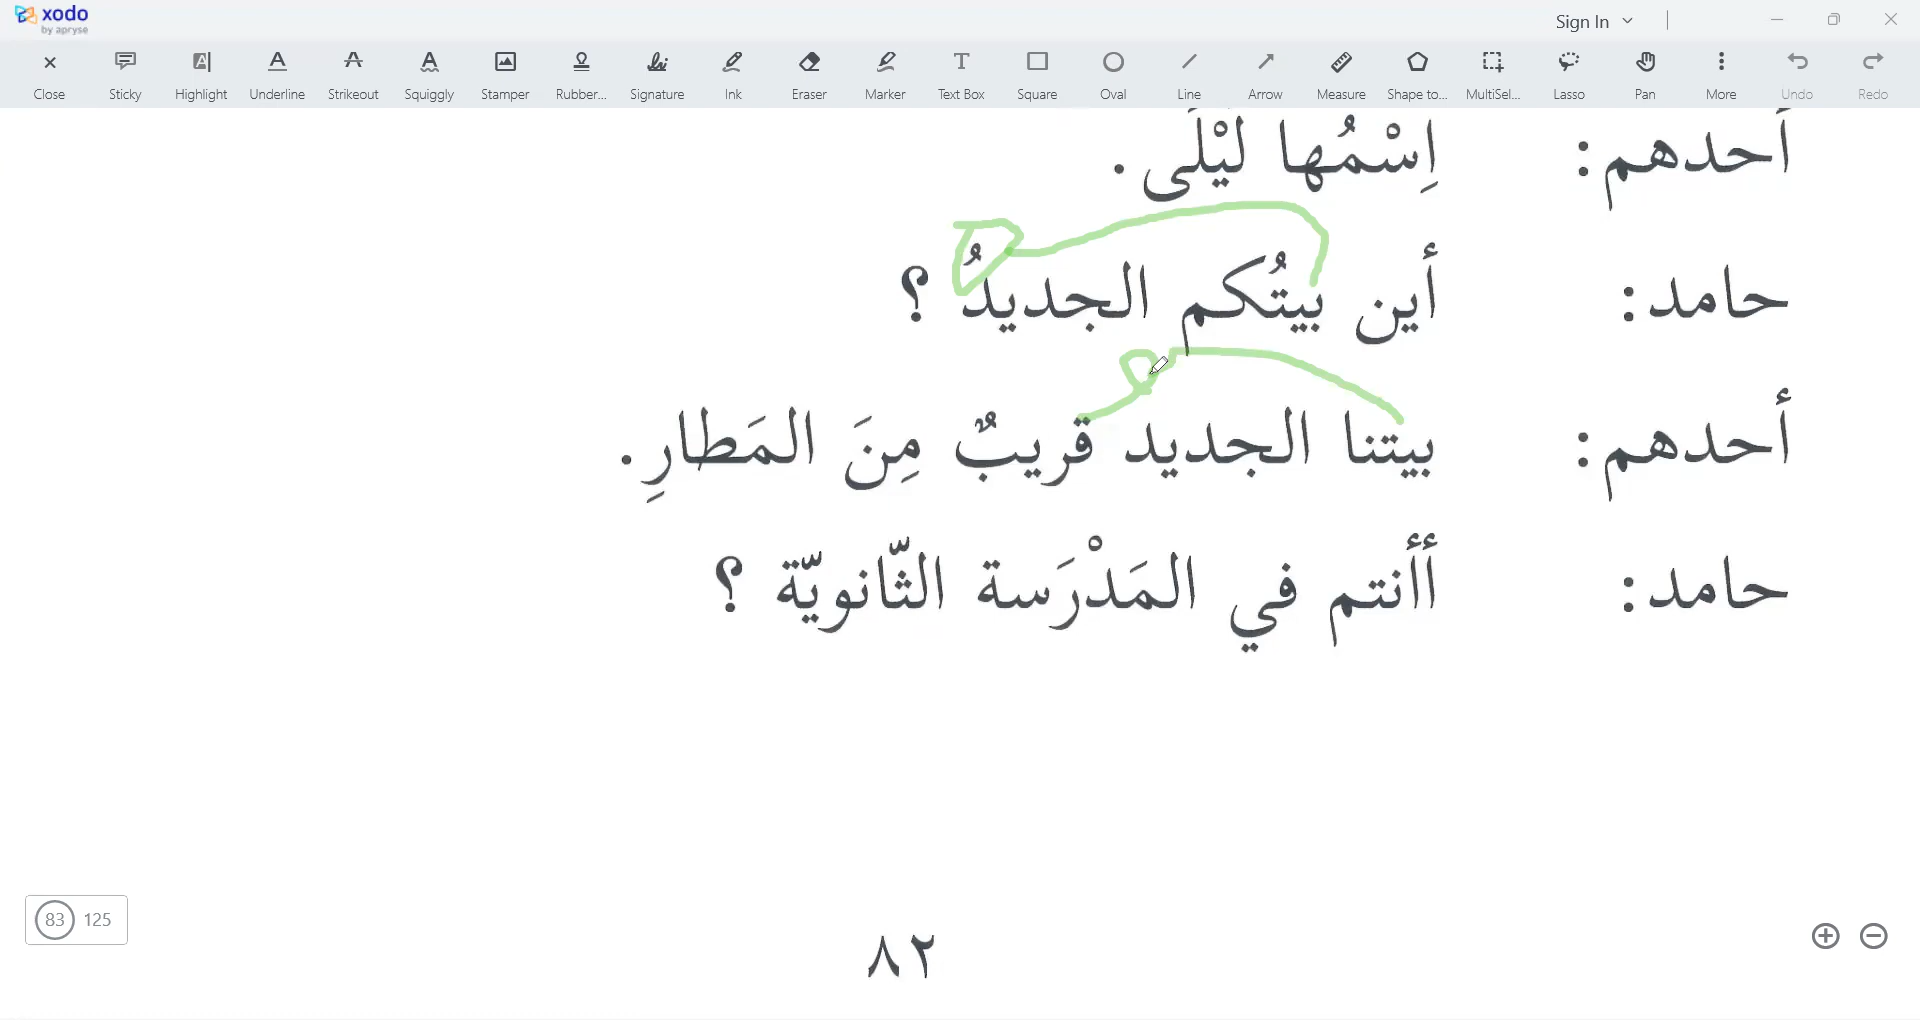 xodo
by apryse
Sign In
Close Sticky Highlight Underline Strikeout Squiggly Stamper Rubber... Signature Ink Eraser Marker Text Box Square Oval Line Arrow Measure Shape to... MultiSel... Lasso Pan More Undo Redo
أحدهم: اِسْمُها لَيْلَى .
حامد: أين بيتُكم الجديدُ ؟
أحدهم: بيتنا الجديد قريبٌ مِنَ المَطارِ.
حامد: أأنتم في المَدْرَسة الثّانويّة ؟
83 125
٨٢